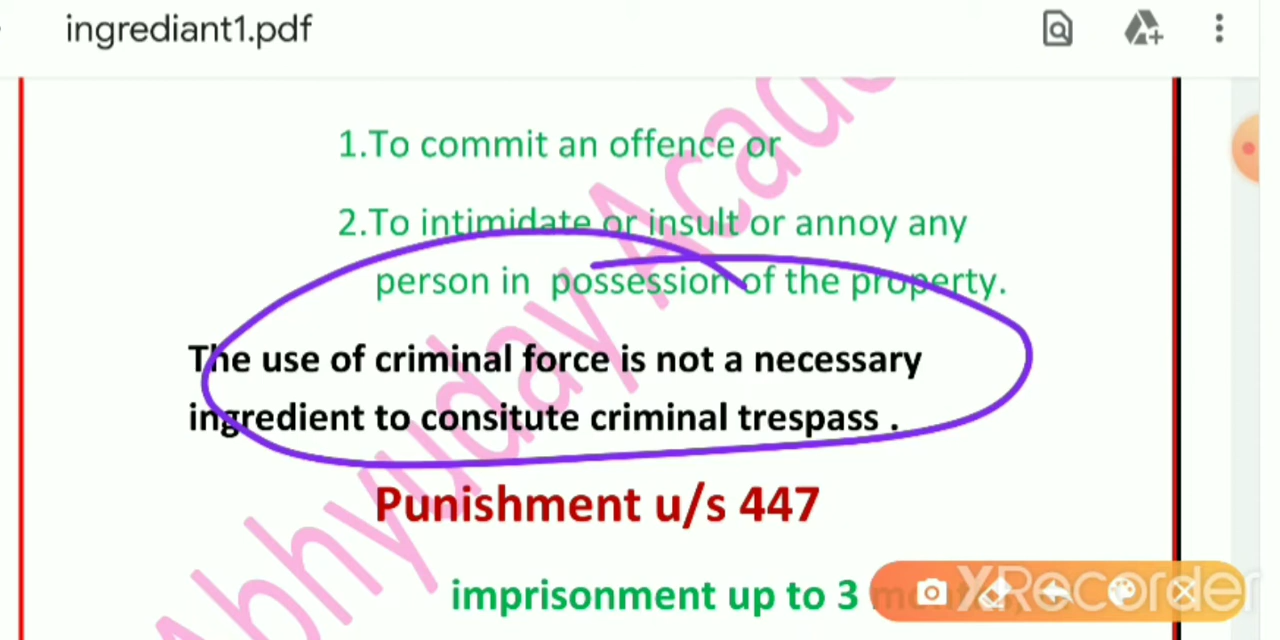 ingrediant1.pdf
1.To commit an offence or
2.To intimidate or insult or annoy any
person in possession of the property.
The use of criminal force is not a necessary
ingredient to consitute criminal trespass .
Punishment u/s 447
imprisonment up to 3
XRecorder
Abhyuday Acade